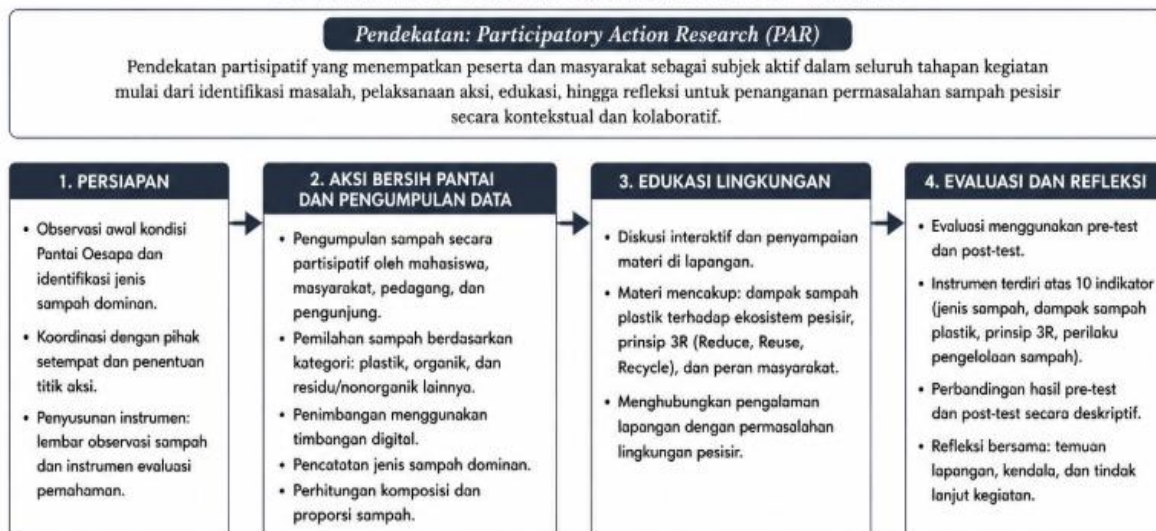 Pendekatan: Participatory Action Research (PAR)
Pendekatan partisipatif yang menempatkan peserta dan masyarakat sebagai subjek aktif dalam seluruh tahapan kegiatan
mulai dari identifikasi masalah, pelaksanaan aksi, edukasi, hingga refleksi untuk penanganan permasalahan sampah pesisir
secara kontekstual dan kolaboratif.
1. PERSIAPAN
• Observasi awal kondisi
Pantai Oesapa dan
identifikasi jenis
sampah dominan.
• Koordinasi dengan pihak
setempat dan penentuan
titik aksi.
• Penyusunan instrumen:
lembar observasi sampah
dan instrumen evaluasi
pemahaman.
2. AKSI BERSIH PANTAI
DAN PENGUMPULAN DATA
• Pengumpulan sampah secara
partisipatif oleh mahasiswa,
masyarakat, pedagang, dan
pengunjung.
• Pemilahan sampah berdasarkan
kategori: plastik, organik, dan
residu/nonorganik lainnya.
• Penimbangan menggunakan
timbangan digital.
• Pencatatan jenis sampah dominan.
• Perhitungan komposisi dan
proporsi sampah.
3. EDUKASI LINGKUNGAN
• Diskusi interaktif dan penyampaian
materi di lapangan.
• Materi mencakup: dampak sampah
plastik terhadap ekosistem pesisir,
prinsip 3R (Reduce, Reuse,
Recycle), dan peran masyarakat.
• Menghubungkan pengalaman
lapangan dengan permasalahan
lingkungan pesisir.
4. EVALUASI DAN REFLEKSI
• Evaluasi menggunakan pre-test
dan post-test.
• Instrumen terdiri atas 10 indikator
(jenis sampah, dampak sampah
plastik, prinsip 3R, perilaku
pengelolaan sampah).
• Perbandingan hasil pre-test
dan post-test secara deskriptif.
• Refleksi bersama: temuan
lapangan, kendala, dan tindak
lanjut kegiatan.